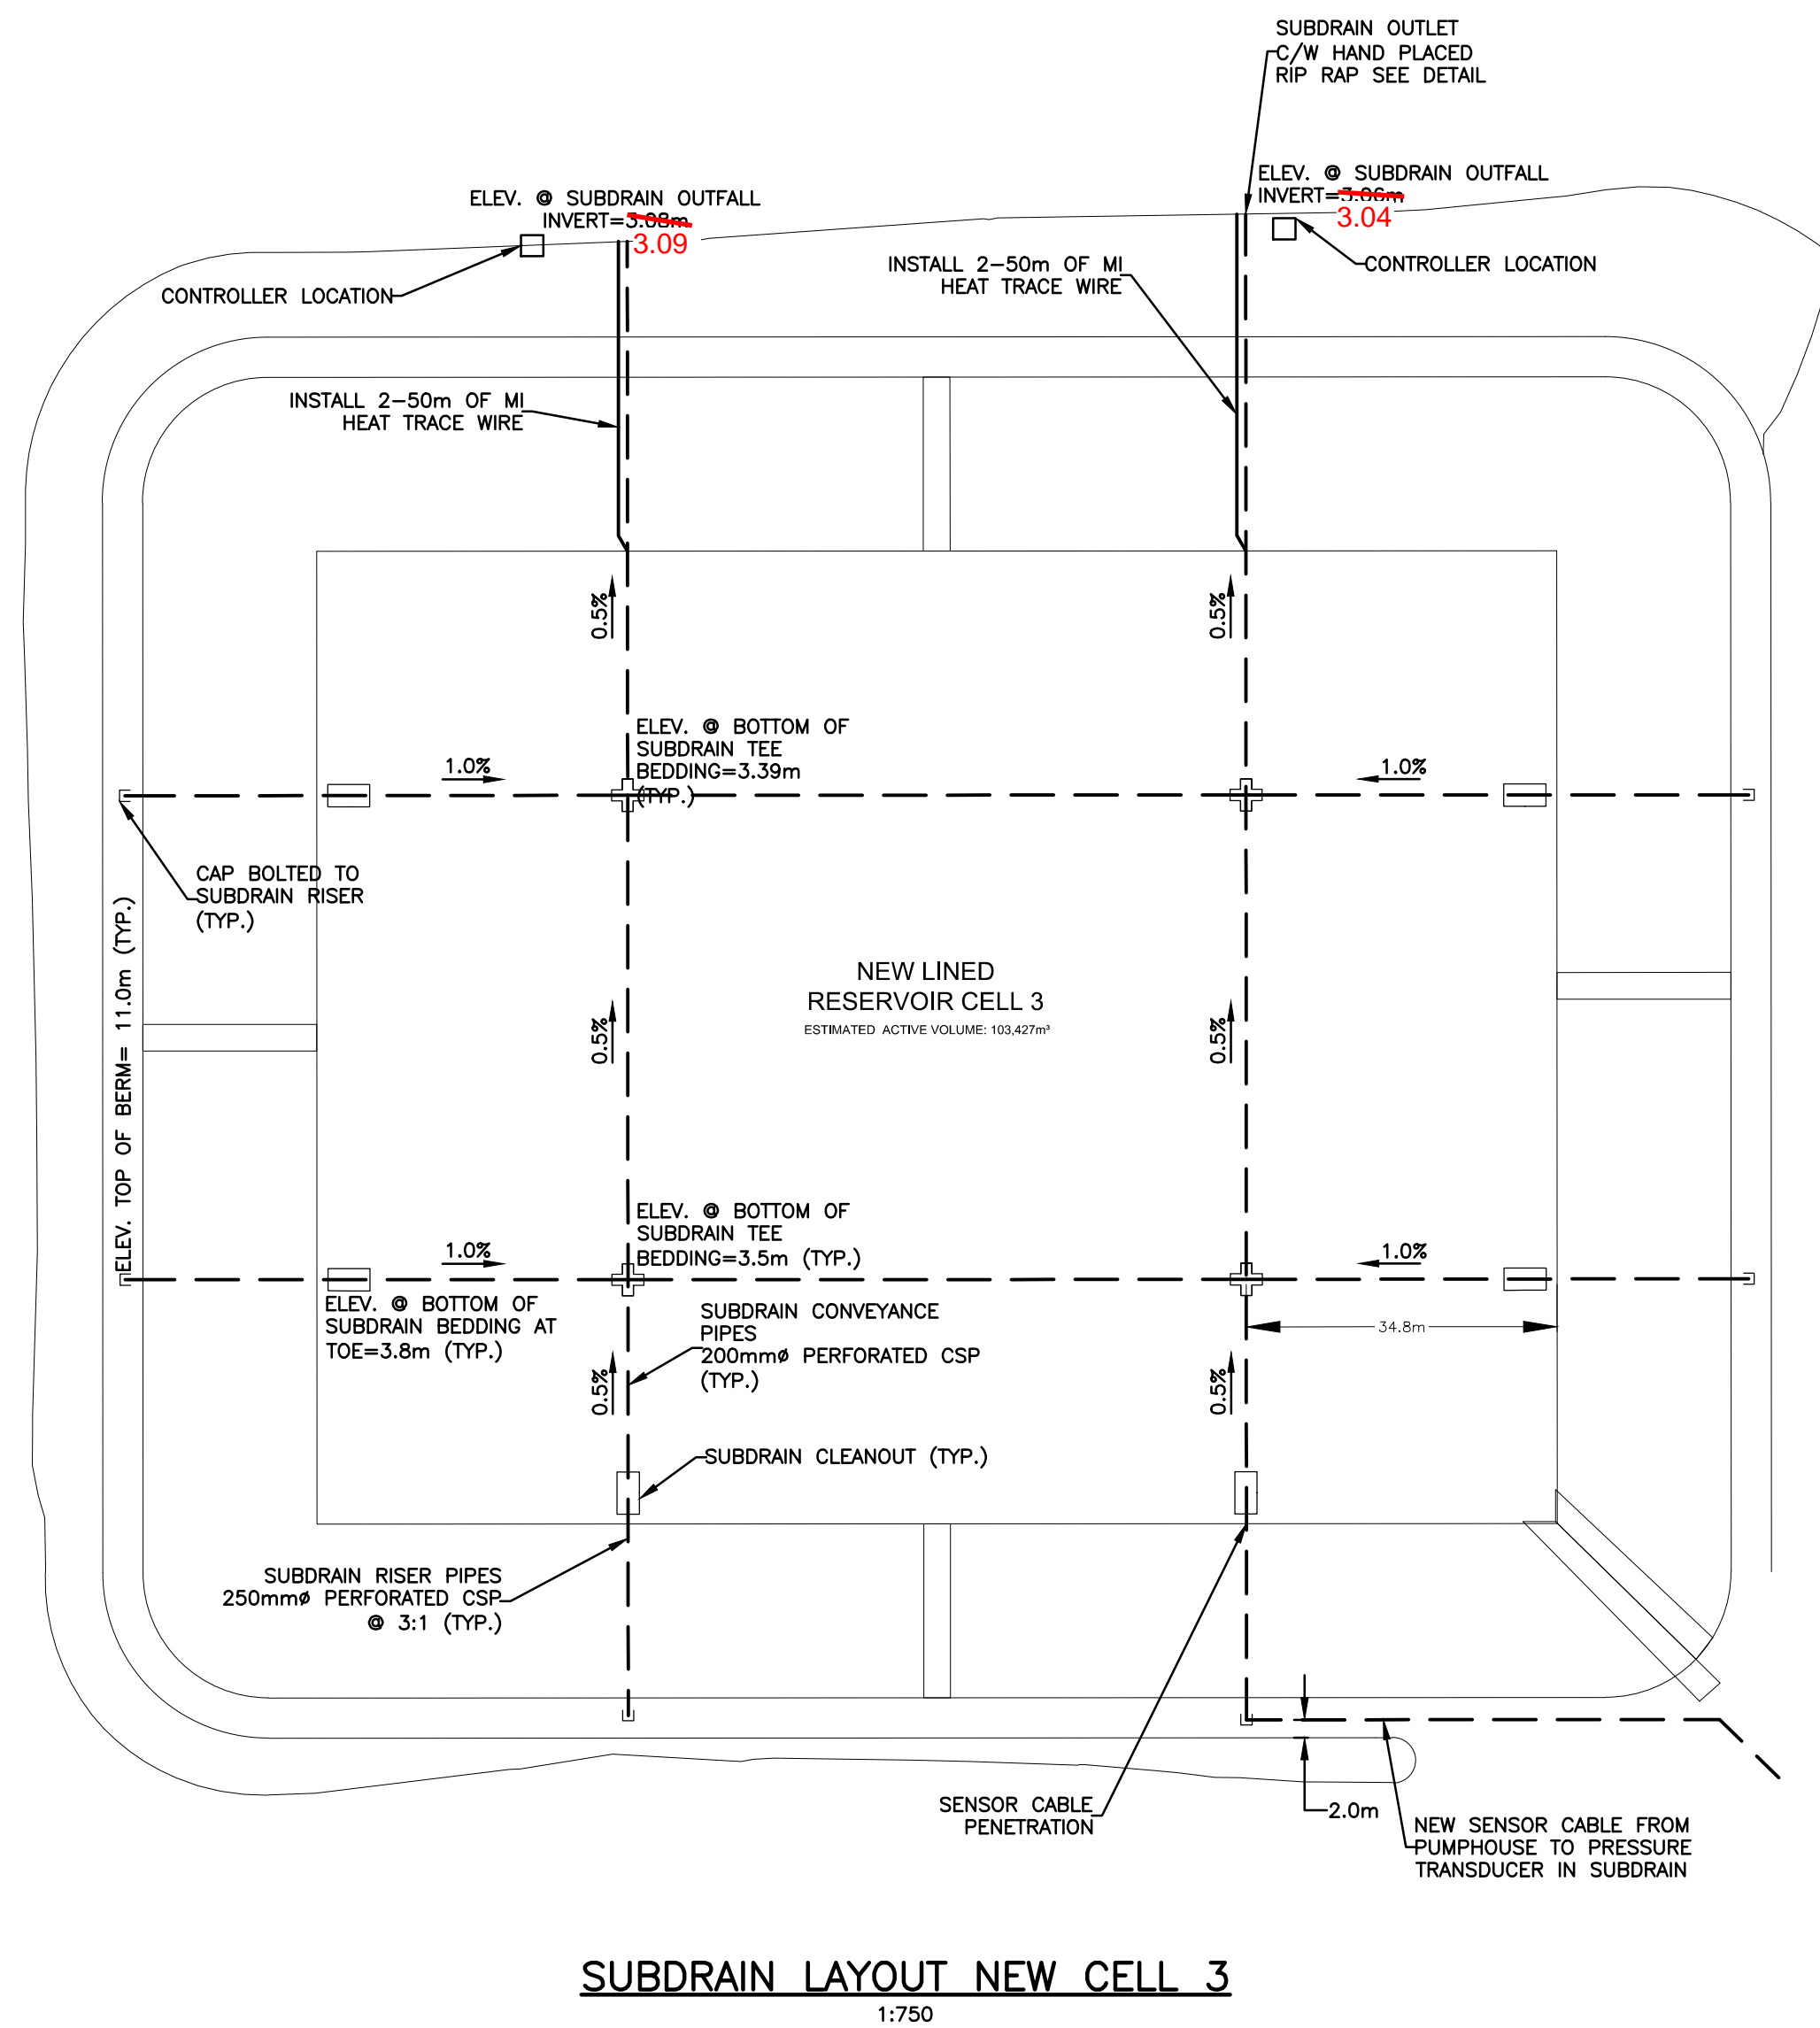 SUBDRAIN OUTLET
C/W HAND PLACED
RIP RAP SEE DETAIL
ELEV. @ SUBDRAIN OUTFALL
INVERT=3.08m
3.09
ELEV. @ SUBDRAIN OUTFALL
INVERT=3.06m
3.04
CONTROLLER LOCATION
INSTALL 2-50m OF MI
HEAT TRACE WIRE
CONTROLLER LOCATION
INSTALL 2-50m OF MI
HEAT TRACE WIRE
0.5%
0.5%
ELEV. @ BOTTOM OF
SUBDRAIN TEE
BEDDING=3.39m
(TYP.)
1.0%
1.0%
CAP BOLTED TO
SUBDRAIN RISER
(TYP.)
ELEV. TOP OF BERM= 11.0m (TYP.)
NEW LINED
RESERVOIR CELL 3
ESTIMATED ACTIVE VOLUME: 103,427m³
0.5%
0.5%
ELEV. @ BOTTOM OF
SUBDRAIN TEE
BEDDING=3.5m (TYP.)
1.0%
1.0%
ELEV. @ BOTTOM OF
SUBDRAIN BEDDING AT
TOE=3.8m (TYP.)
SUBDRAIN CONVEYANCE
PIPES
200mmø PERFORATED CSP
(TYP.)
34.8m
0.5%
0.5%
SUBDRAIN CLEANOUT (TYP.)
SUBDRAIN RISER PIPES
250mmø PERFORATED CSP
@ 3:1 (TYP.)
SENSOR CABLE
PENETRATION
2.0m
NEW SENSOR CABLE FROM
PUMPHOUSE TO PRESSURE
TRANSDUCER IN SUBDRAIN
SUBDRAIN LAYOUT NEW CELL 3
1:750